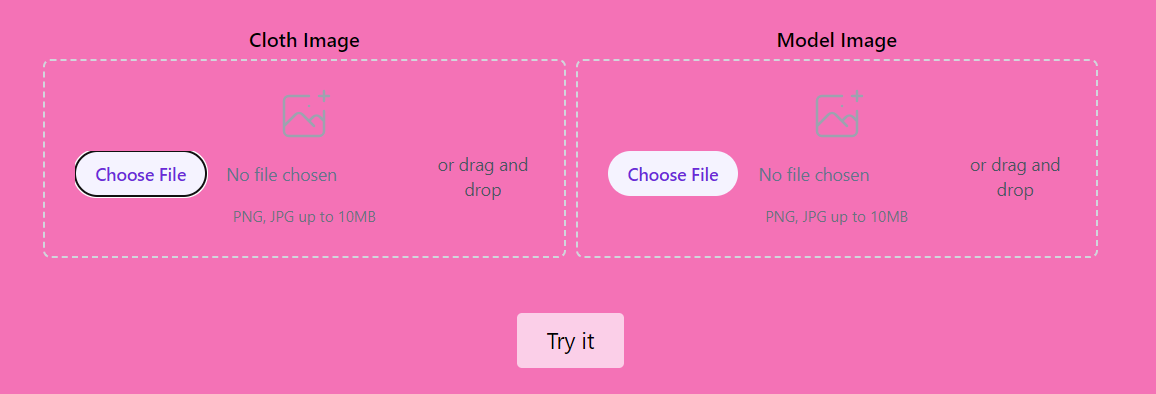 Cloth Image
Choose File
No file chosen
or drag and
drop
PNG, JPG up to 10MB
Model Image
Choose File
No file chosen
or drag and
drop
PNG, JPG up to 10MB
Try it